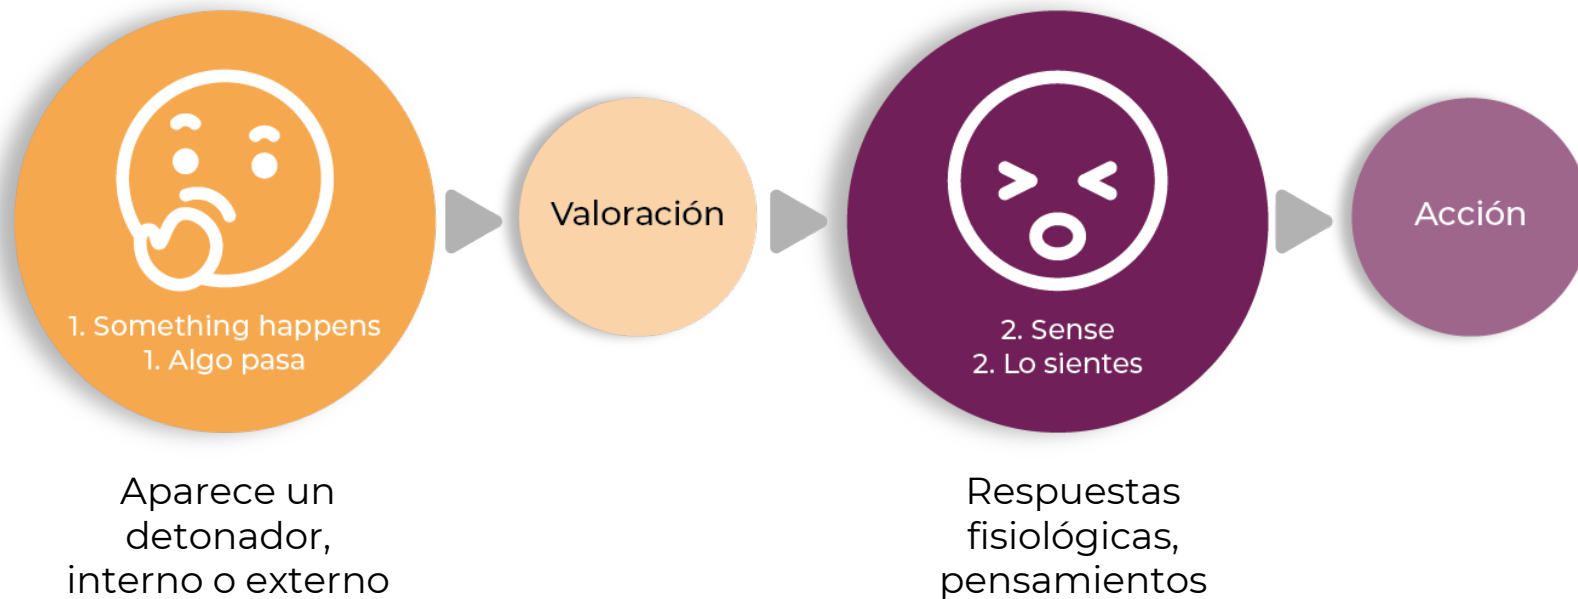 1. Something happens
1. Algo pasa
Valoración
2. Sense
2. Lo sientes
Acción
Aparece un
detonador,
interno o externo
Respuestas
fisiológicas,
pensamientos